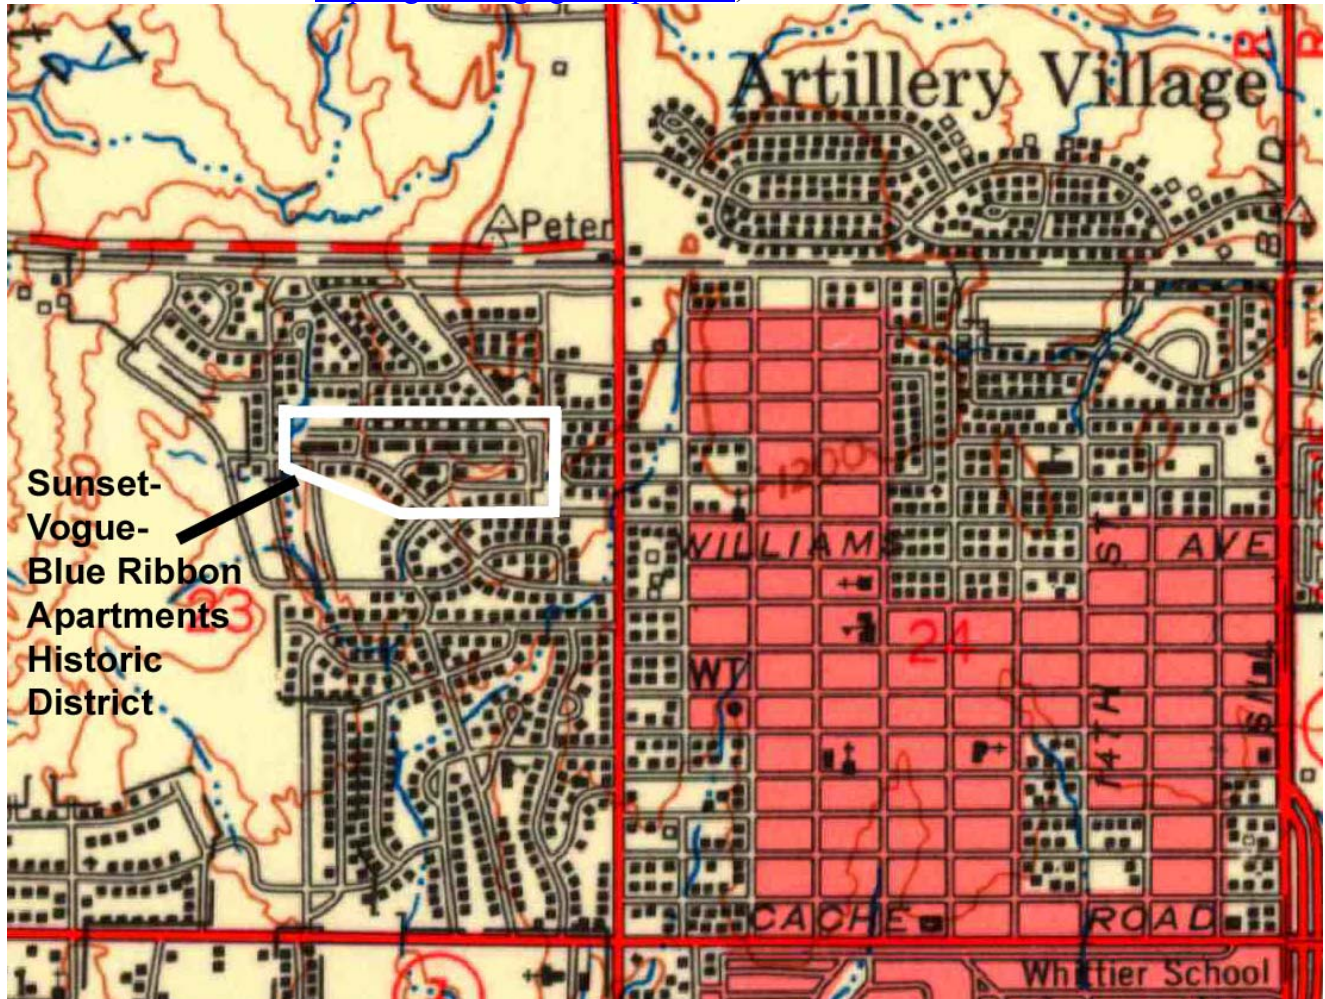 Artillery Village
R
R
BLVD
Peter
1200
Sunset-
Vogue-
Blue Ribbon
Apartments
Historic
District
23
WILLIAMS
ST
AVE
24
WT
14TH
CACHE
ROAD
Whittier School